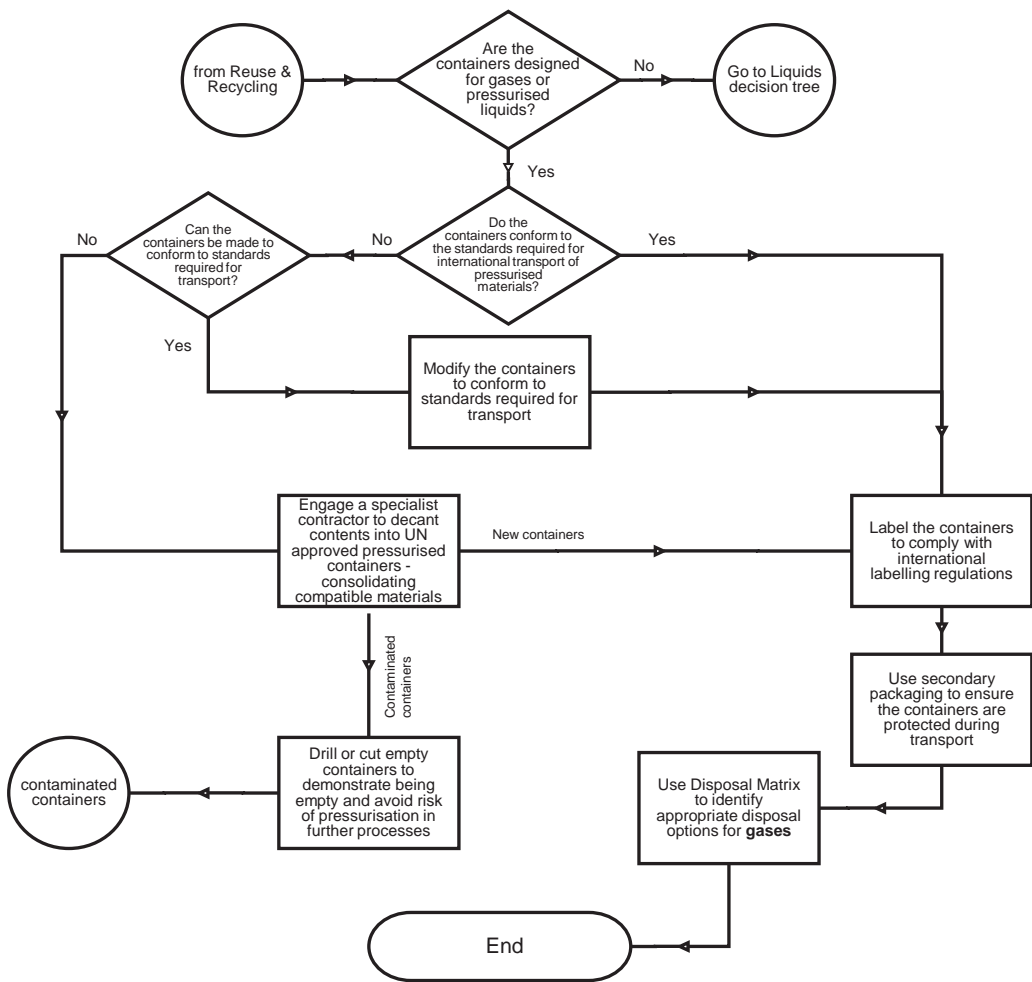 from Reuse &
Recycling
Are the
containers designed
for gases or
pressurised
liquids?
No
Go to Liquids
decision tree
Yes
Do the
containers conform to
the standards required for
international transport of
pressurised
materials?
Yes
No
Can the
containers be made to
conform to standards
required for
transport?
No
Yes
Modify the containers
to conform to
standards required for
transport
Engage a specialist
contractor to decant
contents into UN
approved pressurised
containers -
consolidating
compatible materials
New containers
Label the containers
to comply with
international
labelling regulations
Contaminated
containers
Use secondary
packaging to ensure
the containers are
protected during
transport
Drill or cut empty
containers to
demonstrate being
empty and avoid risk
of pressurisation in
further processes
contaminated
containers
Use Disposal Matrix
to identify
appropriate disposal
options for gases
End